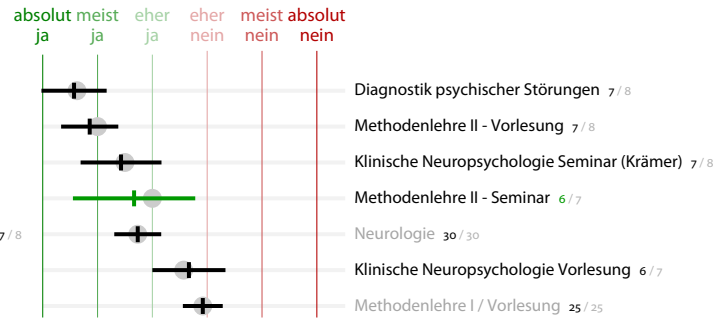 absolut meist eher eher meist absolut
ja ja ja nein nein nein
Diagnostik psychischer Störungen 7 / 8
Methodenlehre II - Vorlesung 7 / 8
Klinische Neuropsychologie Seminar (Krämer) 7 / 8
Methodenlehre II - Seminar 6 / 7
7 / 8 Neurologie 30 / 30
Klinische Neuropsychologie Vorlesung 6 / 7
Methodenlehre I / Vorlesung 25 / 25